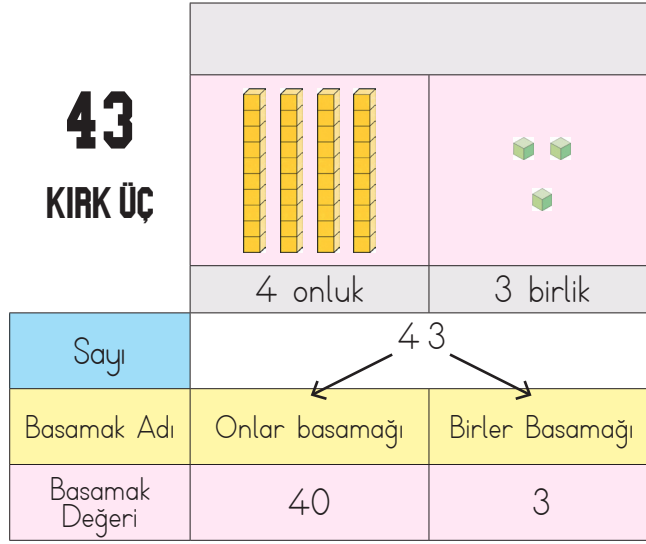 43
KIRK ÜÇ
4 onluk
3 birlik
Sayı
4 3
Basamak Adı
Onlar basamağı
Birler Basamağı
Basamak
Değeri
40
3